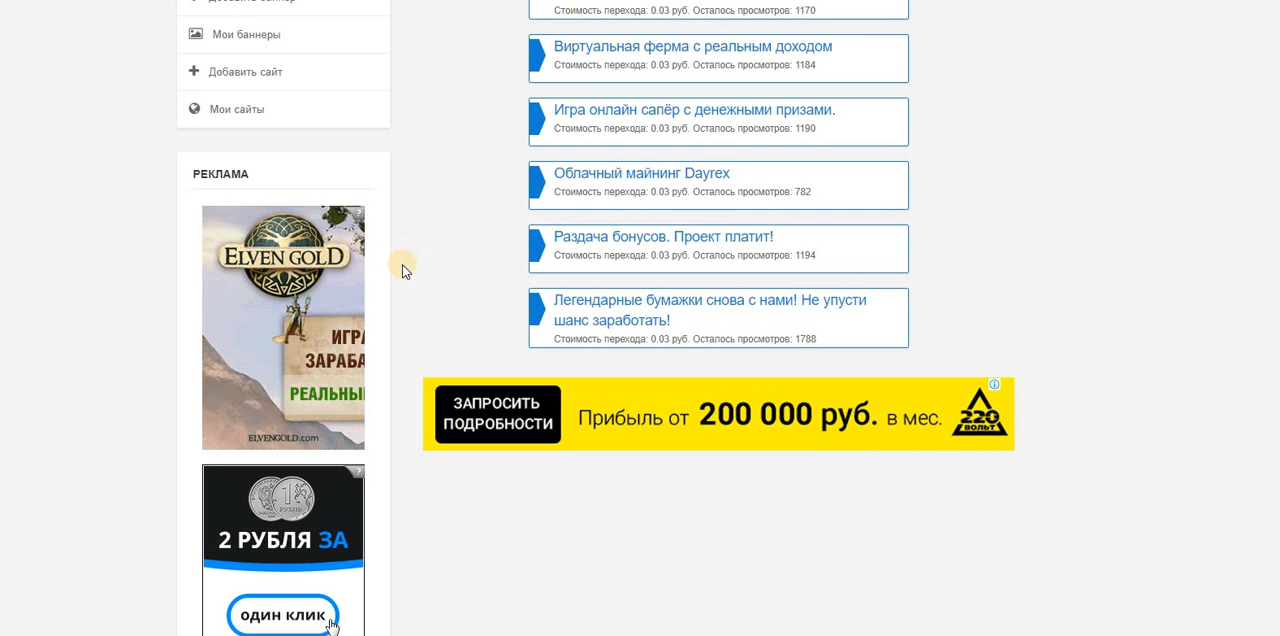 Мои баннеры
Добавить сайт
Мои сайты
РЕКЛАМА
?
ELVEN GOLD
ИГРА
ЗАРАБА
РЕАЛЬНЫ
ELVENGOLD.com
?
1
РУБЛЬ
2 РУБЛЯ ЗА
ОДИН КЛИК
Стоимость перехода: 0.03 руб. Осталось просмотров: 1170
Виртуальная ферма с реальным доходом
Стоимость перехода: 0.03 руб. Осталось просмотров: 1184
Игра онлайн сапёр с денежными призами.
Стоимость перехода: 0.03 руб. Осталось просмотров: 1190
Облачный майнинг Dayrex
Стоимость перехода: 0.03 руб. Осталось просмотров: 782
Раздача бонусов. Проект платит!
Стоимость перехода: 0.03 руб. Осталось просмотров: 1194
Легендарные бумажки снова с нами! Не упусти
шанс заработать!
Стоимость перехода: 0.03 руб. Осталось просмотров: 1788
ЗАПРОСИТЬ
ПОДРОБНОСТИ
Прибыль от 200 000 руб. в мес.
220
ВОЛЬТ